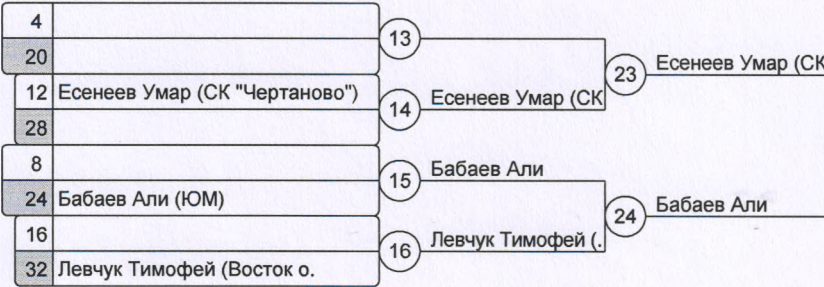 4
13
20
23 Есенеев Умар (СК
12 Есенеев Умар (СК "Чертаново")
14 Есенеев Умар (СК
28
8
15 Бабаев Али
24 Бабаев Али (ЮМ)
24 Бабаев Али
16
16 Левчук Тимофей (.
32 Левчук Тимофей (Восток о.